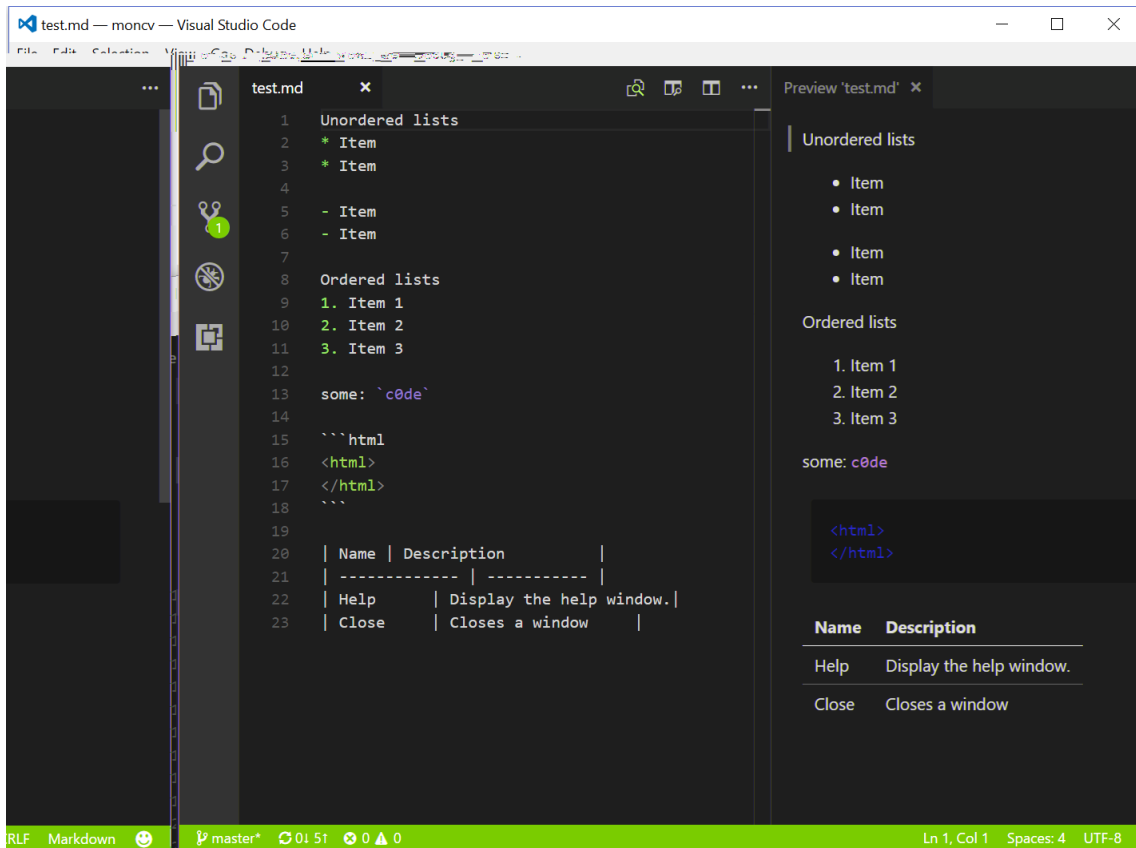 test.md — moncv — Visual Studio Code
File Edit Selection View
test.md
1 Unordered lists
2 * Item
3 * Item
4
5 - Item
6 - Item
7
8 Ordered lists
9 1. Item 1
10 2. Item 2
11 3. Item 3
12
13 some: `c0de`
14
15 ```html
16 <html>
17 </html>
18 ```
19
20 | Name | Description |
21 | ------------- | ----------- |
22 | Help | Display the help window.|
23 | Close | Closes a window |
1
Preview 'test.md'
Unordered lists
• Item
• Item
• Item
• Item
Ordered lists
1. Item 1
2. Item 2
3. Item 3
some: c0de
<html>
</html>
Name Description
Help Display the help window.
Close Closes a window
RLF Markdown
master* 0↓ 5↑ 0 0
Ln 1, Col 1 Spaces: 4 UTF-8